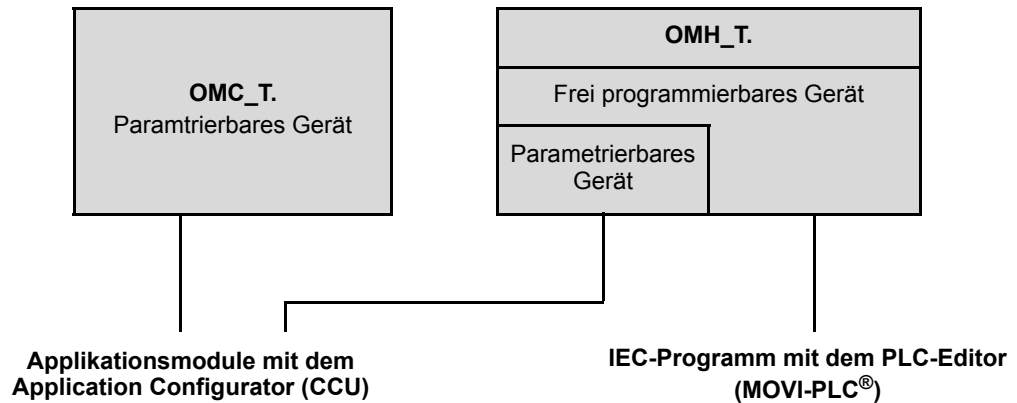 OMC_T.
Paramtrierbares Gerät
OMH_T.
Frei programmierbares Gerät
Parametrierbares
Gerät
Applikationsmodule mit dem
Application Configurator (CCU)
IEC-Programm mit dem PLC-Editor
(MOVI-PLC®)